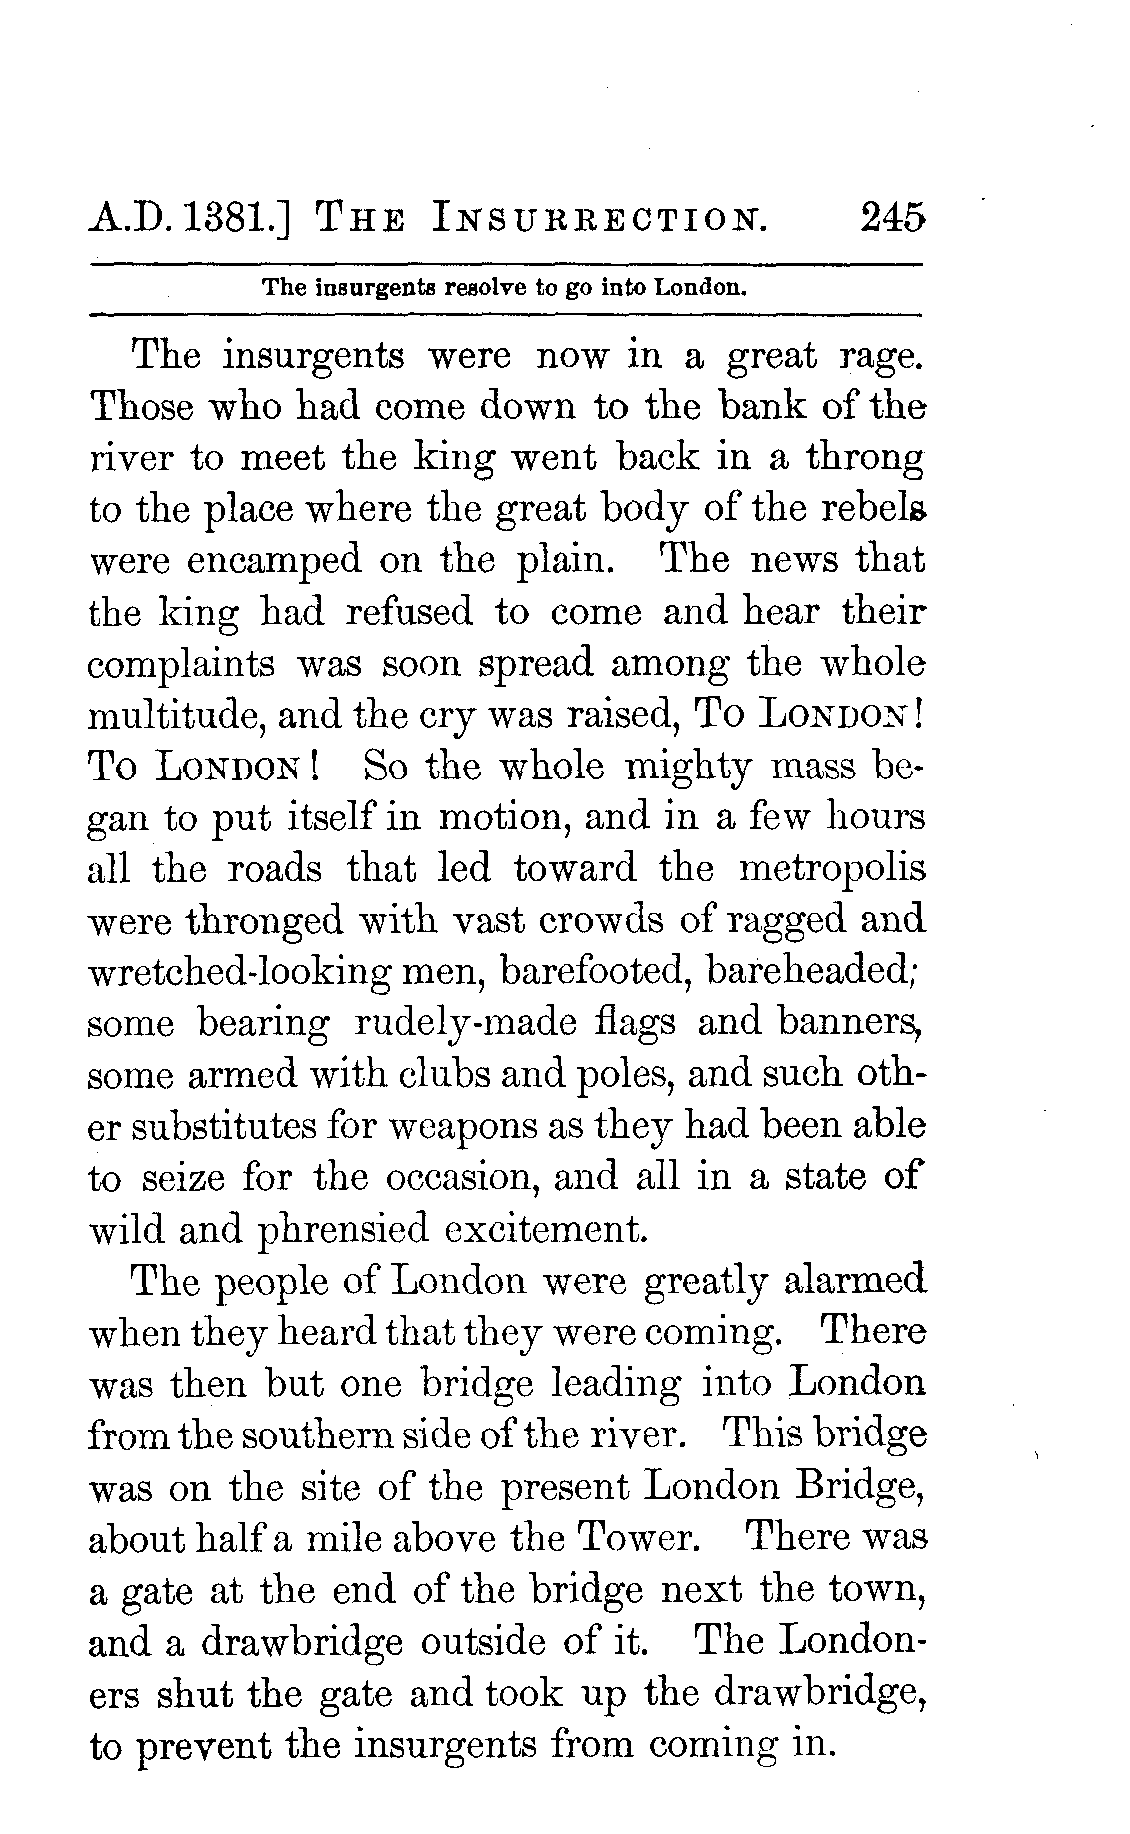 A.D. 1381.] THE INSURRECTION. 245
The insurgents resolve to go into London.
The insurgents were now in a great rage.
Those who had come down to the bank of the
river to meet the king went back in a throng
to the place where the great body of the rebels
were encamped on the plain. The news that
the king had refused to come and hear their
complaints was soon spread among the whole
multitude, and the cry was raised, TO LONDON!
TO LONDON! So the whole mighty mass be-
gan to put itself in motion, and in a few hours
all the roads that led toward the metropolis
were thronged with vast crowds of ragged and
wretched-looking men, barefooted, bareheaded;
some bearing rudely-made flags and banners,
some armed with clubs and poles, and such oth-
er substitutes for weapons as they had been able
to seize for the occasion, and all in a state of
wild and phrensied excitement.
The people of London were greatly alarmed
when they heard that they were coming. There
was then but one bridge leading into London
from the southern side of the river. This bridge
was on the site of the present London Bridge,
about half a mile above the Tower. There was
a gate at the end of the bridge next the town,
and a drawbridge outside of it. The London-
ers shut the gate and took up the drawbridge,
to prevent the insurgents from coming in.